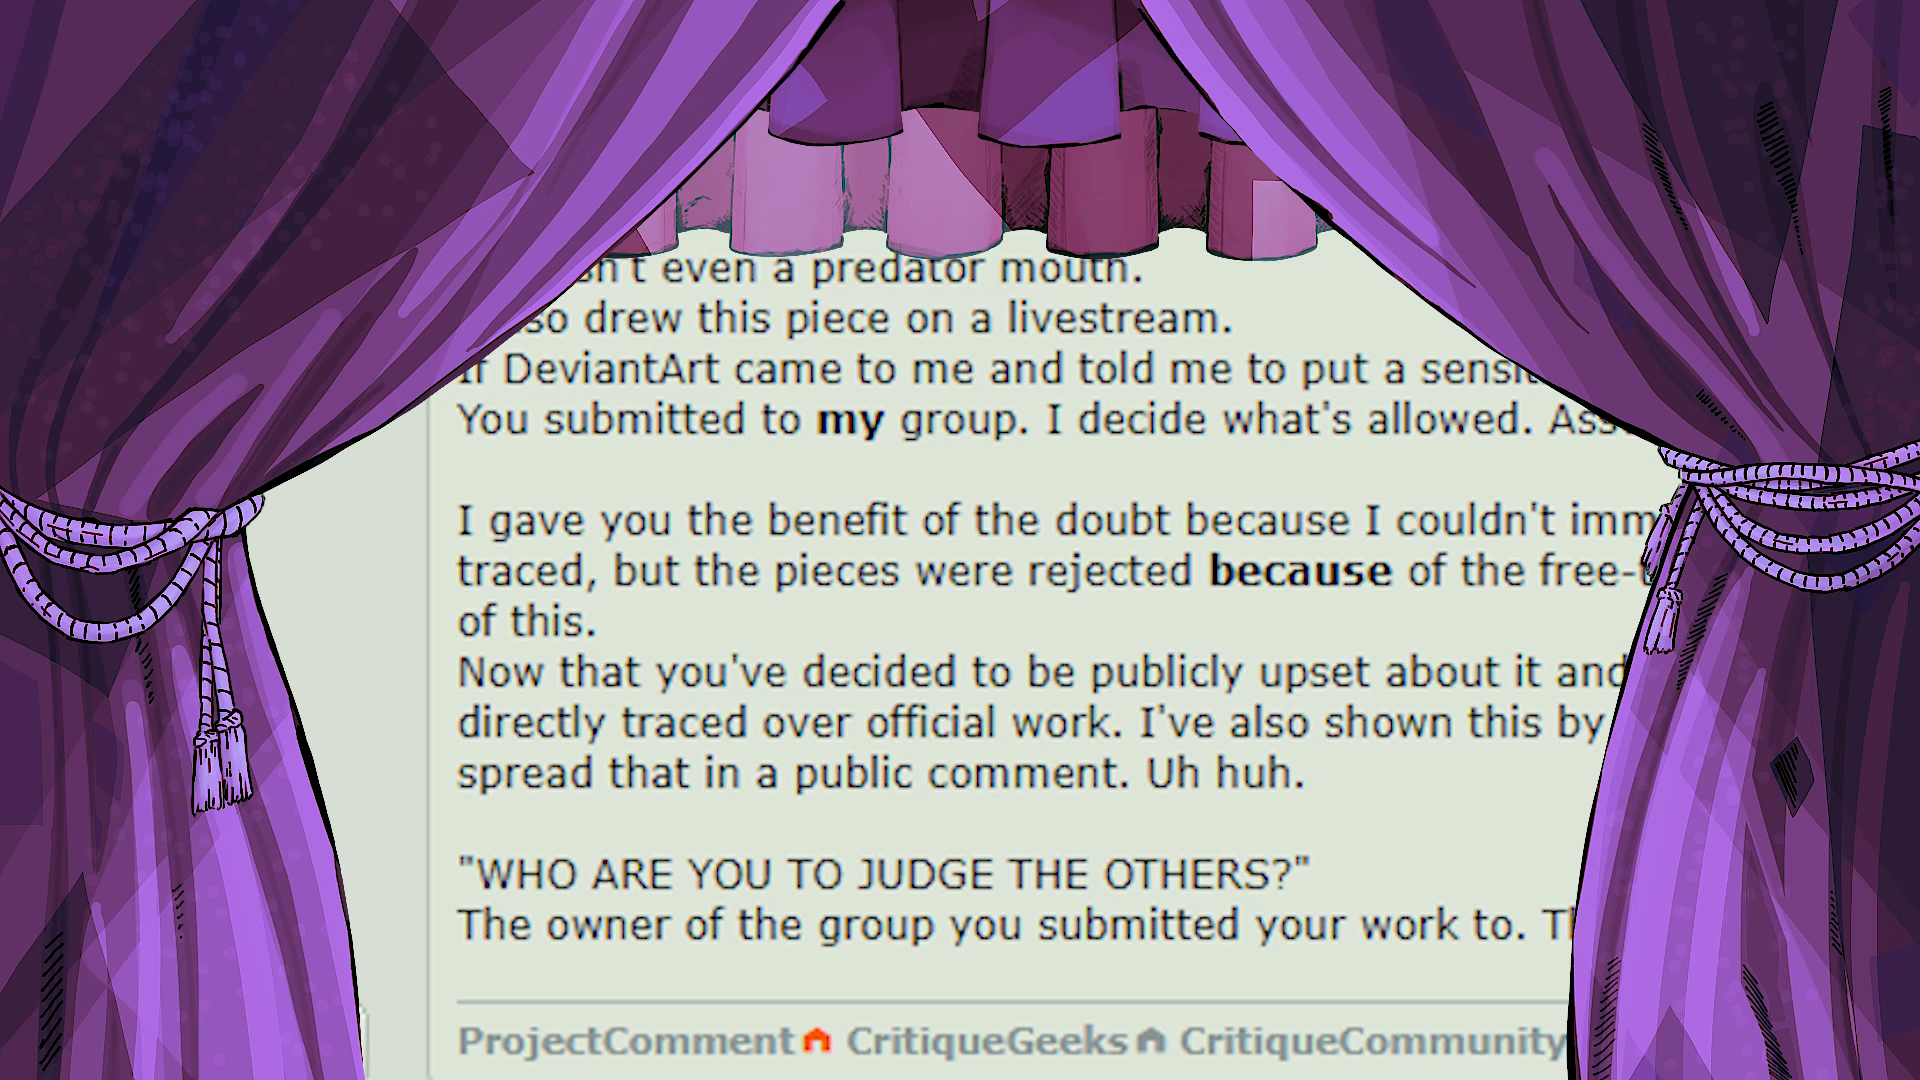 even a predator mouth.
drew this piece on a livestream.
If DeviantArt came to me and told me to put a
You submitted to my group. I decide what's allowed.
I gave you the benefit of the doubt because I couldn't
traced, but the pieces were rejected because of the
of this.
Now that you've decided to be publicly upset about it and
directly traced over official work. I've also shown this by
spread that in a public comment. Uh huh.
"WHO ARE YOU TO JUDGE THE OTHERS?"
The owner of the group you submitted your work to.
ProjectComment CritiqueGeeks CritiqueCommunity